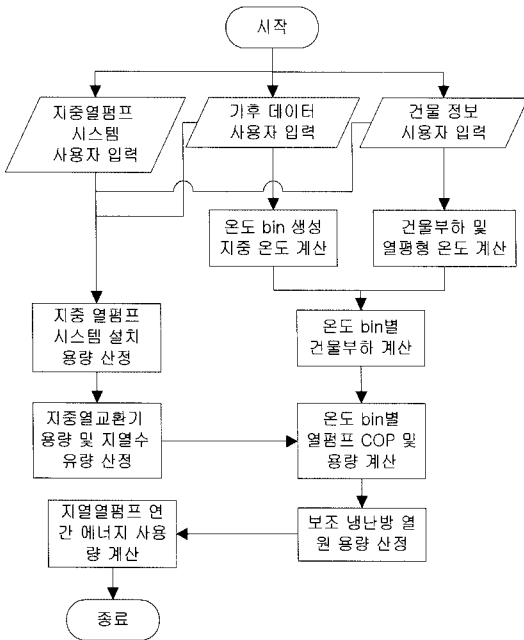 시작
지중열펌프
시스템
사용자 입력
기후 데이터
사용자 입력
건물 정보
시용자 입력
온도 bin 생성
지중 온도 계산
건물부하 및
열평형 온도 계산
지중 열펌프
시스템 설치
용량 산정
온도 bin별
건물부하 계산
지중열교환기
용량 및 지열수
유량 산정
온도 bin별
열펌프 COP 및
용량 계산
지열열펌프 연
간 에너지 사용
량 계산
보조 냉난방 열
원 용량 산정
종료